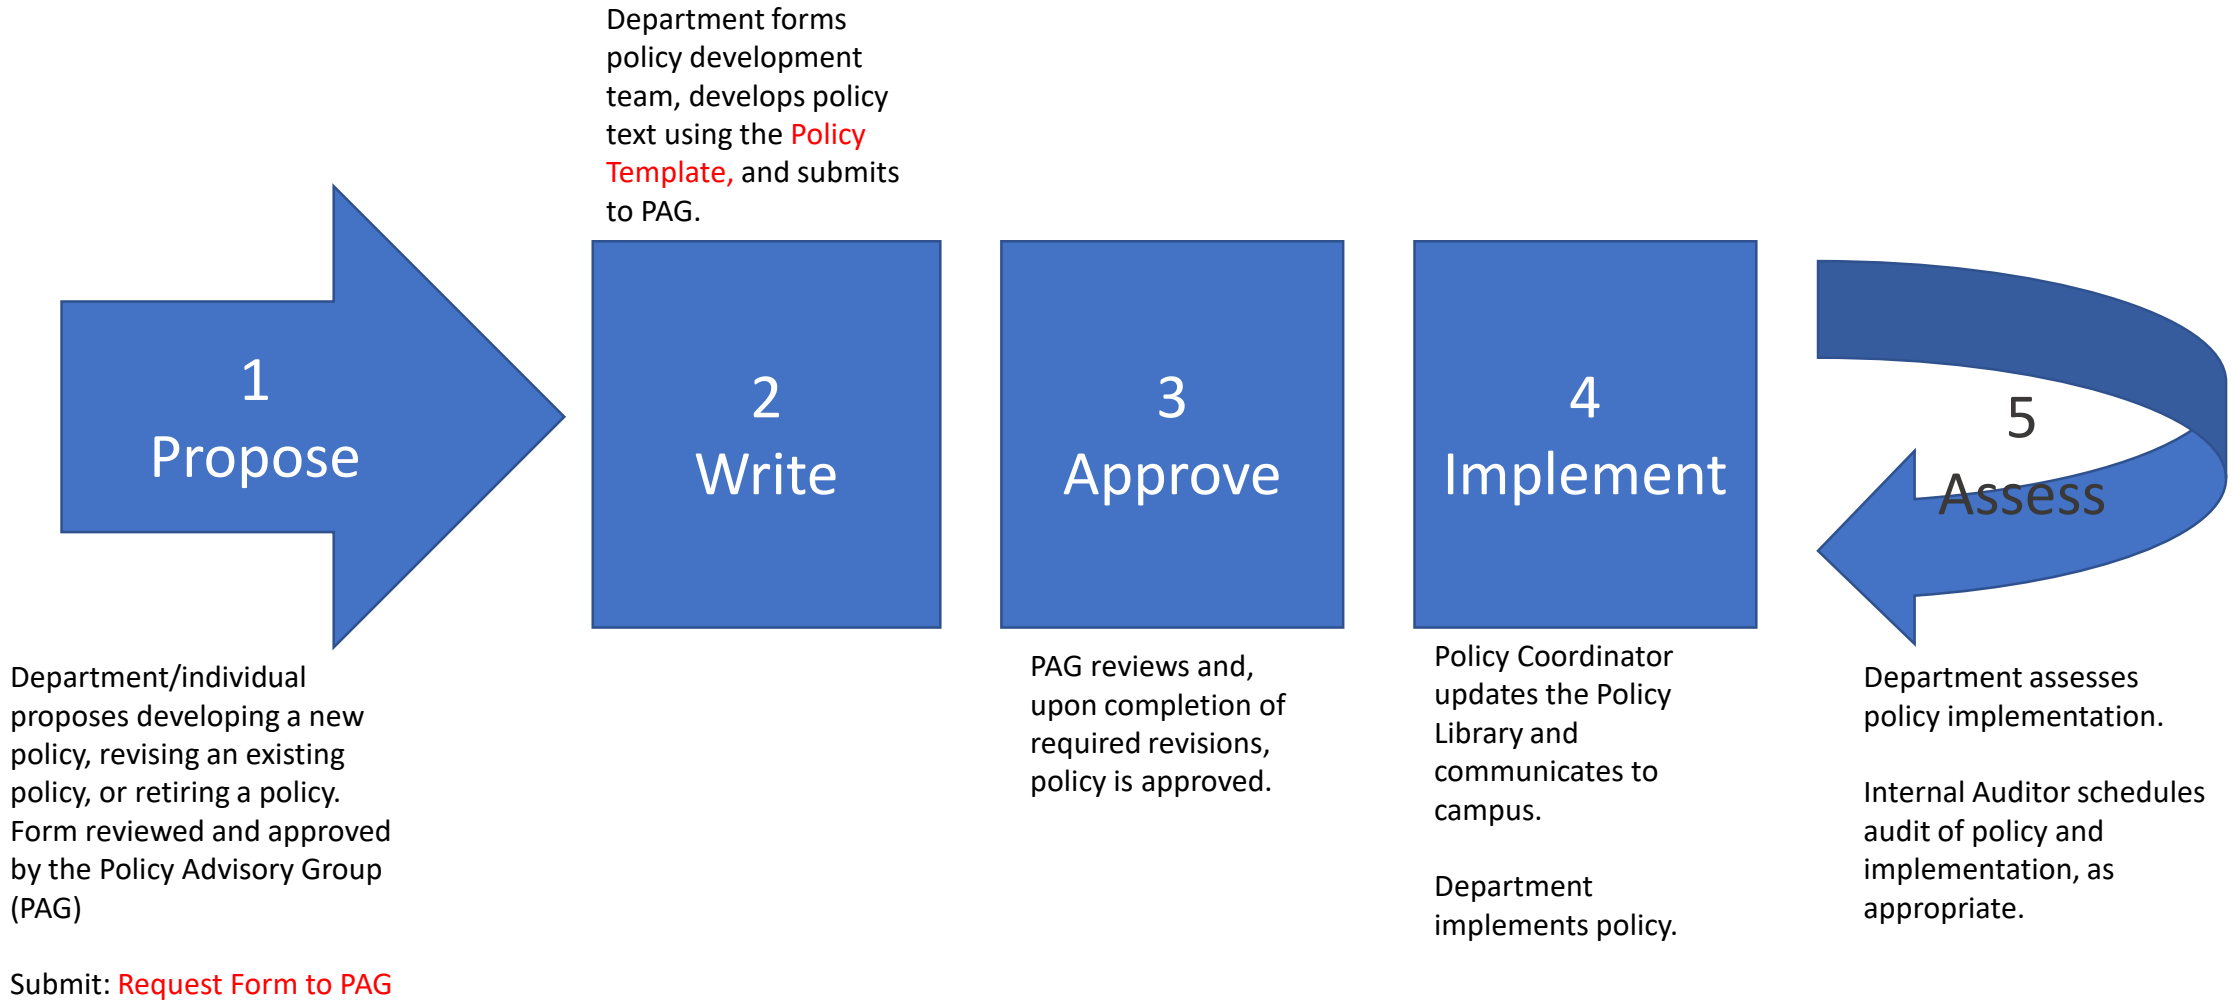 Department forms
policy development
team, develops policy
text using the Policy
Template, and submits
to PAG.
1
Propose
2
Write
3
Approve
4
Implement
5
Assess
Department/individual
proposes developing a new
policy, revising an existing
policy, or retiring a policy.
Form reviewed and approved
by the Policy Advisory Group
(PAG)
Submit: Request Form to PAG
PAG reviews and,
upon completion of
required revisions,
policy is approved.
Policy Coordinator
updates the Policy
Library and
communicates to
campus.
Department
implements policy.
Department assesses
policy implementation.
Internal Auditor schedules
audit of policy and
implementation, as
appropriate.